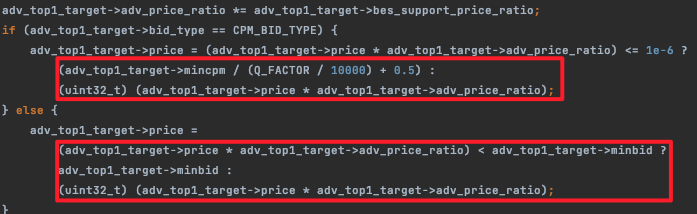 adv_top1_target->adv_price_ratio *= adv_top1_target->bes_support_price_ratio;
if (adv_top1_target->bid_type == CPM_BID_TYPE) {
adv_top1_target->price = (adv_top1_target->price * adv_top1_target->adv_price_ratio) <= 1e-6 ?
(adv_top1_target->mincpm / (Q_FACTOR / 10000) + 0.5) :
(uint32_t) (adv_top1_target->price * adv_top1_target->adv_price_ratio);
} else {
adv_top1_target->price =
(adv_top1_target->price * adv_top1_target->adv_price_ratio) < adv_top1_target->minbid ?
adv_top1_target->minbid :
(uint32_t) (adv_top1_target->price * adv_top1_target->adv_price_ratio);
}